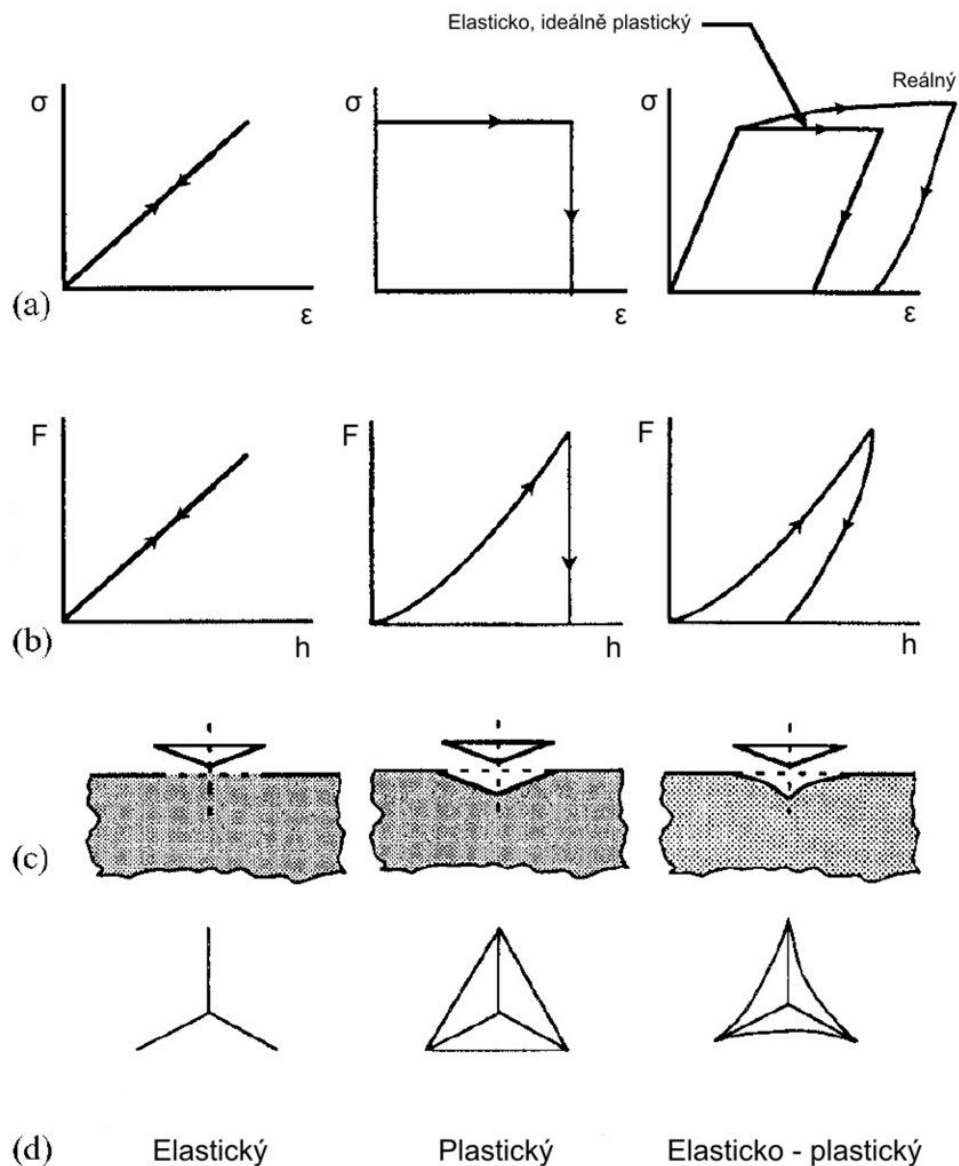 Elasticko, ideálně plastický
Reálný
σ
σ
σ
(a)
ε
ε
ε
F
F
F
(b)
h
h
h
(c)
(d)
Elastický
Plastický
Elasticko - plastický